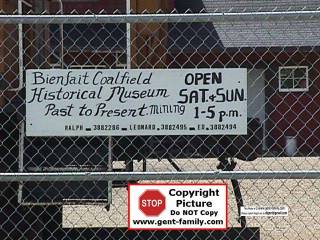 Bienfait Coalfield OPEN
Historical Museum SAT.+SUN.
Past to Present. MINING 1-5 p.m.
RALPH - 3882286 - LEONARD. 3882495 - ED. 3882494
Copyright
STOP Picture
Do NOT Copy
www.gent-family.com